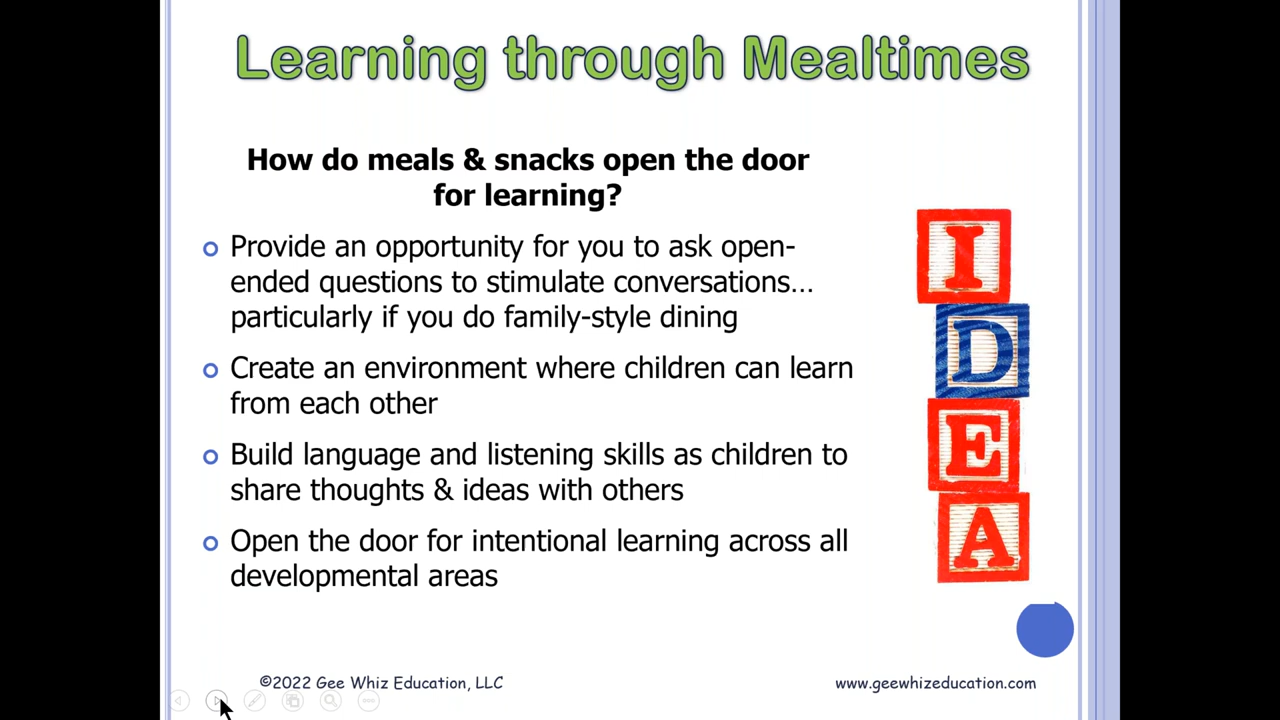 Learning through Mealtimes
How do meals & snacks open the door
for learning?
Provide an opportunity for you to ask open-
ended questions to stimulate conversations…
particularly if you do family-style dining
Create an environment where children can learn
from each other
Build language and listening skills as children to
share thoughts & ideas with others
Open the door for intentional learning across all
developmental areas
I
D
E
A
©2022 Gee Whiz Education, LLC
www.geewhizeducation.com